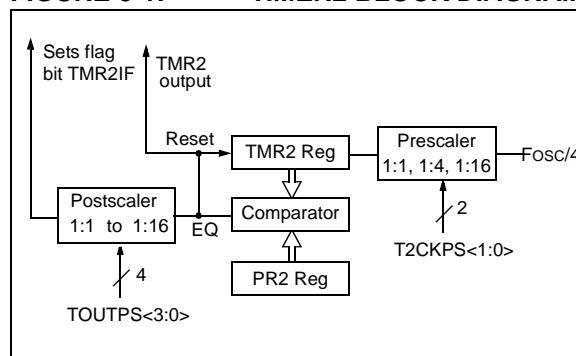 Sets flag
bit TMR2IF
TMR2
output
Reset
TMR2 Reg
Prescaler
1:1, 1:4, 1:16
FOSC/4
Postscaler
1:1 to 1:16
EQ
Comparator
2
T2CKPS<1:0>
4
PR2 Reg
TOUTPS<3:0>